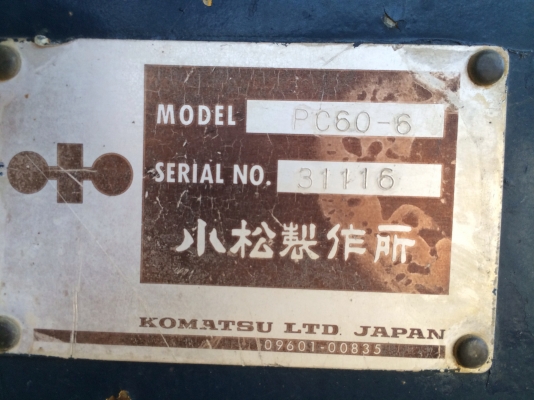 MODEL PC60-6
SERIAL NO. 31116
小松製作所
KOMATSU LTD. JAPAN
09601-00835